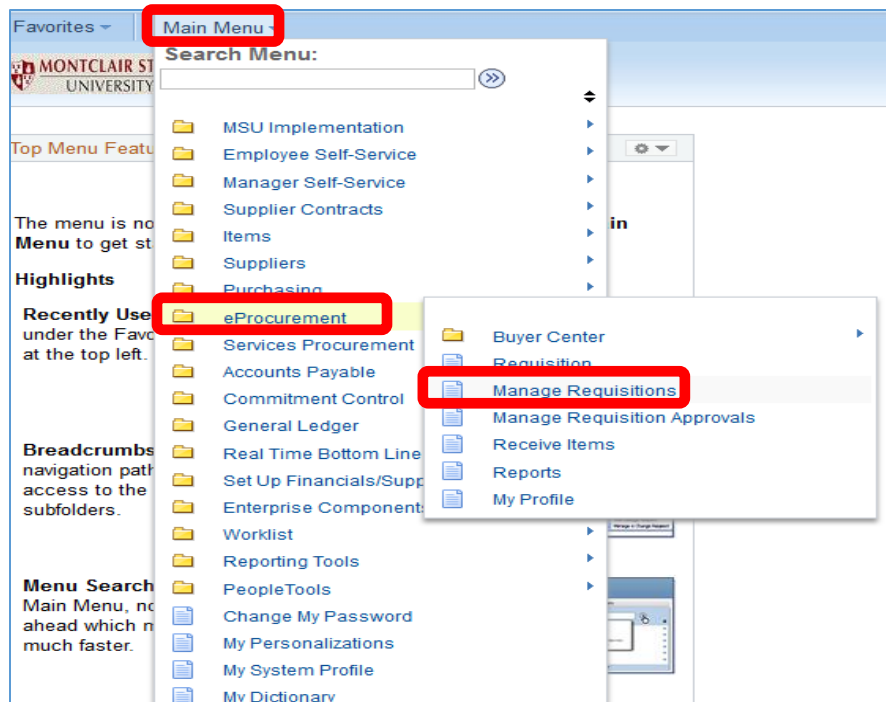 Favorites
Main Menu
MONTCLAIR ST
UNIVERSITY
Search Menu:
Top Menu Featu
The menu is no
in
Menu to get st
Highlights
Recently Use
under the Favo
at the top left.
Breadcrumbs
navigation path
access to the
subfolders.
Menu Search
Main Menu, no
ahead which m
much faster.
MSU Implementation
Employee Self-Service
Manager Self-Service
Supplier Contracts
Items
Suppliers
Purchasing
eProcurement
Services Procurement
Accounts Payable
Commitment Control
General Ledger
Real Time Bottom Line
Set Up Financials/Supp
Enterprise Component
Worklist
Reporting Tools
PeopleTools
Change My Password
My Personalizations
My System Profile
My Dictionary
Buyer Center
Requisition
Manage Requisitions
Manage Requisition Approvals
Receive Items
Reports
My Profile